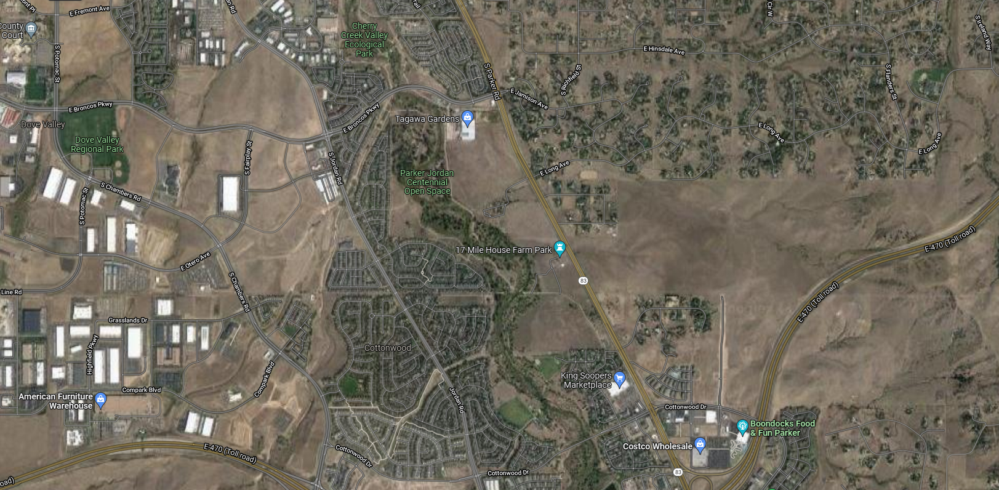 E Fremont Ave
County
Court
S Potomac St
Cherry
Creek Valley
Ecological
Park
S Parker Rd
E Hinsdale Ave
Cir W
S Ireland Way
S Richfield St
S Flanders St
E Jamison Ave
E Broncos Pkwy
Dove Valley
Dove Valley
Regional Park
E Broncos Pkwy
Tagawa Gardens
E Long Ave
E Long Ave
S Fairplay St
S Jordan Rd
E Long Ave
Parker Jordan
Centennial
Open Space
S Chambers Rd
S Potomac St
17 Mile House Farm Park
E-470 (Toll road)
E Otero Ave
S Chambers Rd
83
Line Rd
E-470 (Toll road)
Grasslands Dr
Highfield Pkwy
Cottonwood
Compark Blvd
King Soopers
Marketplace
Compark Blvd
American Furniture
Warehouse
Jordan Rd
Cottonwood Dr
Boondocks Food
& Fun Parker
Costco Wholesale
E-470 (Toll road)
Cottonwood Dr
Cottonwood Dr
83
oad)